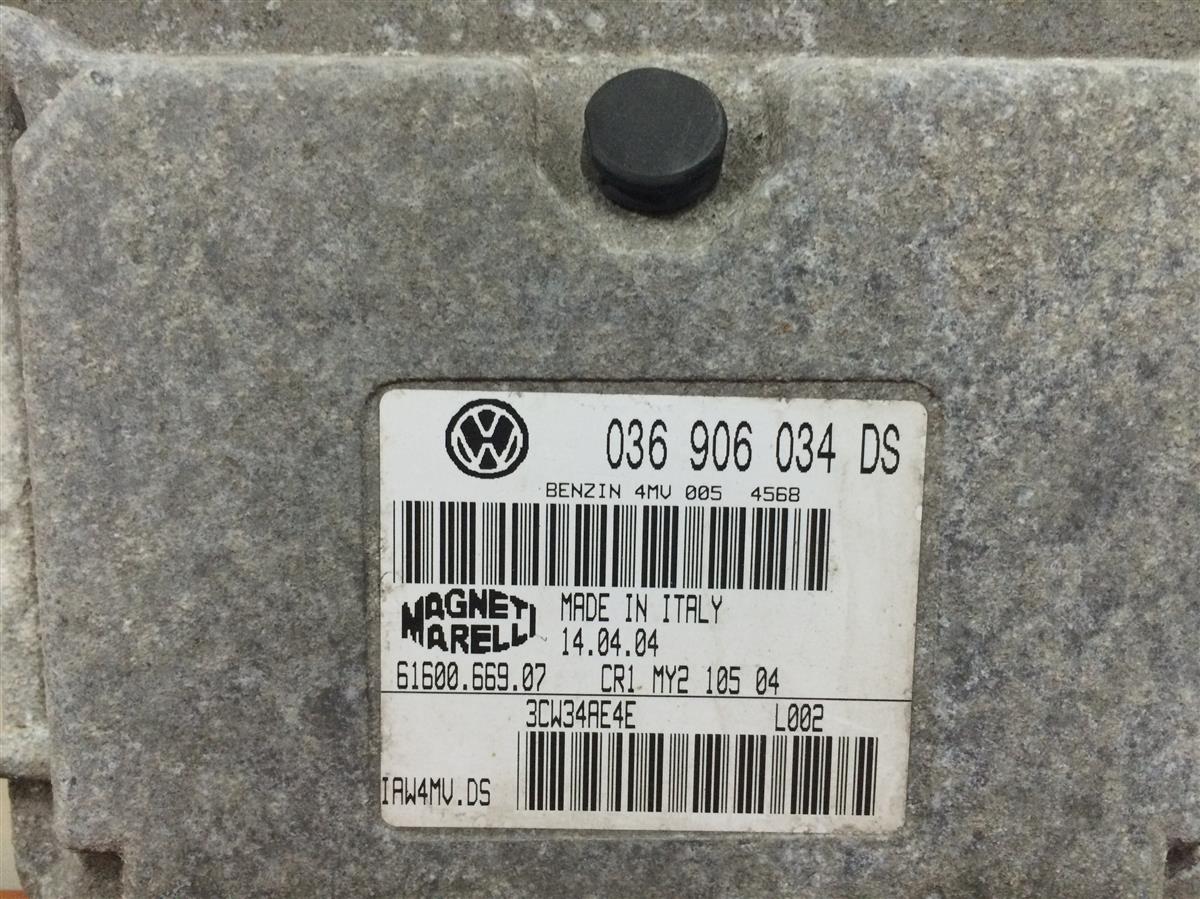 036 906 034 DS
BENZIN 4MV 005 4568
MAGNETI MARELLI
MADE IN ITALY
14.04.04
61600.669.07 CR1 MY2 105 04
3CW34AE4E L002
IAW4MV.DS